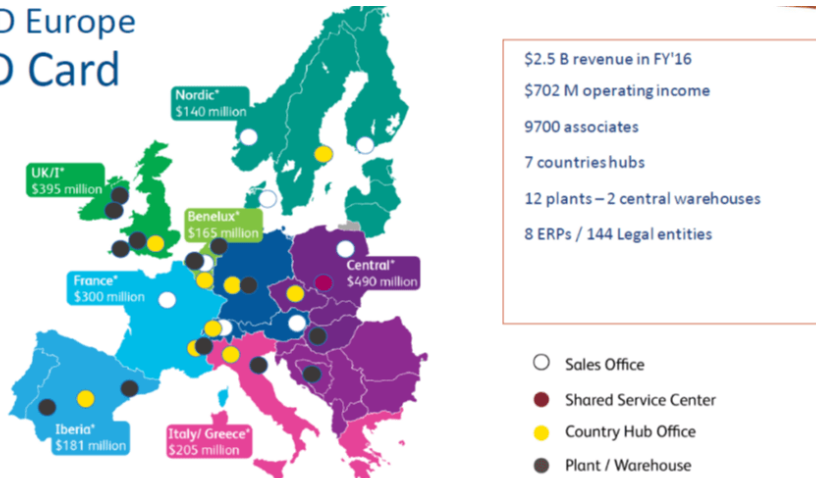 D Europe
D Card
Nordic*
$140 million
UK/I*
$395 million
Benelux*
$165 million
France*
$300 million
Central*
$490 million
Iberia*
$181 million
Italy/ Greece*
$205 million
$2.5 B revenue in FY'16
$702 M operating income
9700 associates
7 countries hubs
12 plants – 2 central warehouses
8 ERPs / 144 Legal entities
Sales Office
Shared Service Center
Country Hub Office
Plant / Warehouse